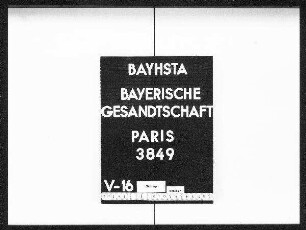 BAYHSTA
BAYERISCHE
GESANDTSCHAFT
PARIS
3849
V-16